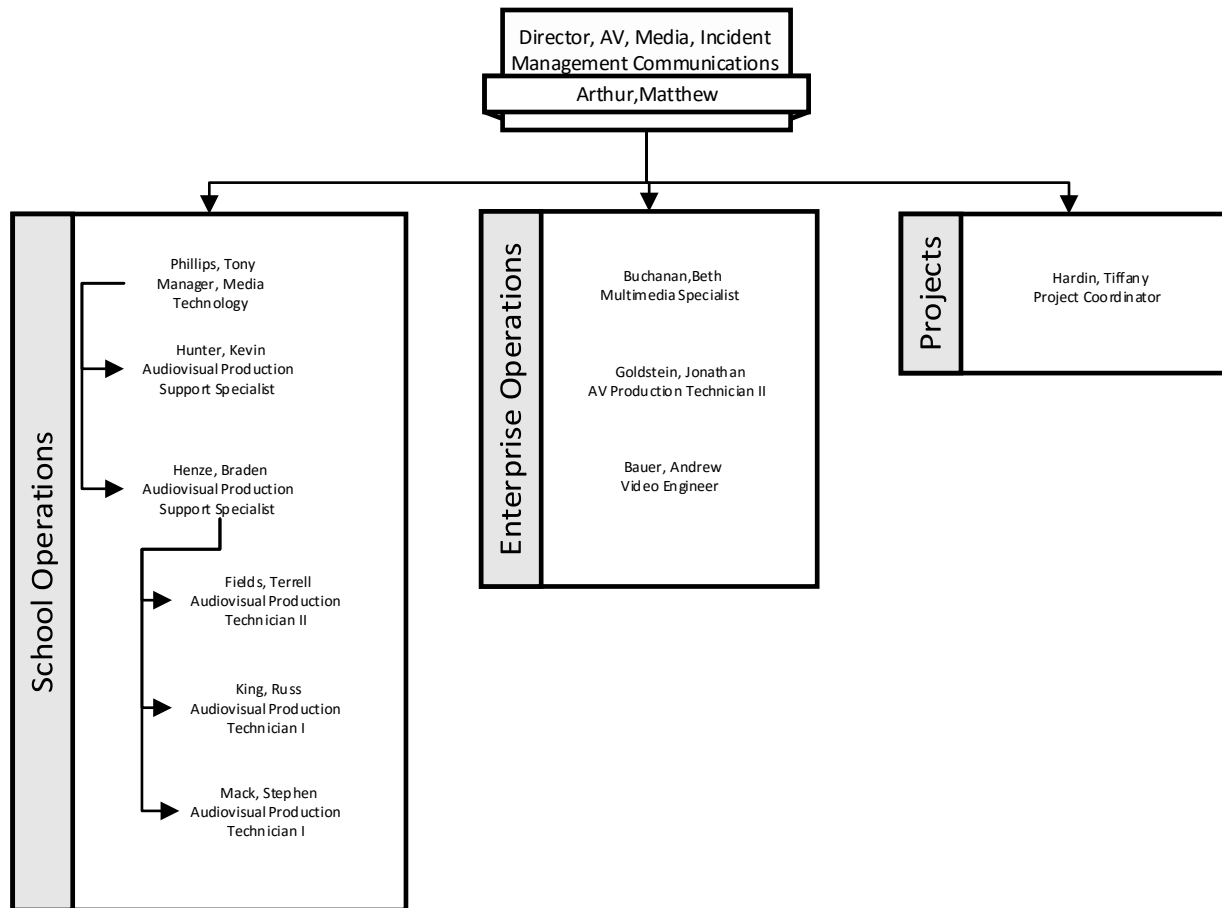 Director, AV, Media, Incident
Management Communications
Arthur,Matthew
School Operations
Phillips, Tony
Manager, Media
Technology
Hunter, Kevin
Audiovisual Production
Support Specialist
Henze, Braden
Audiovisual Production
Support Specialist
Fields, Terrell
Audiovisual Production
Technician II
King, Russ
Audiovisual Production
Technician I
Mack, Stephen
Audiovisual Production
Technician I
Enterprise Operations
Buchanan,Beth
Multimedia Specialist
Goldstein, Jonathan
AV Production Technician II
Bauer, Andrew
Video Engineer
Projects
Hardin, Tiffany
Project Coordinator